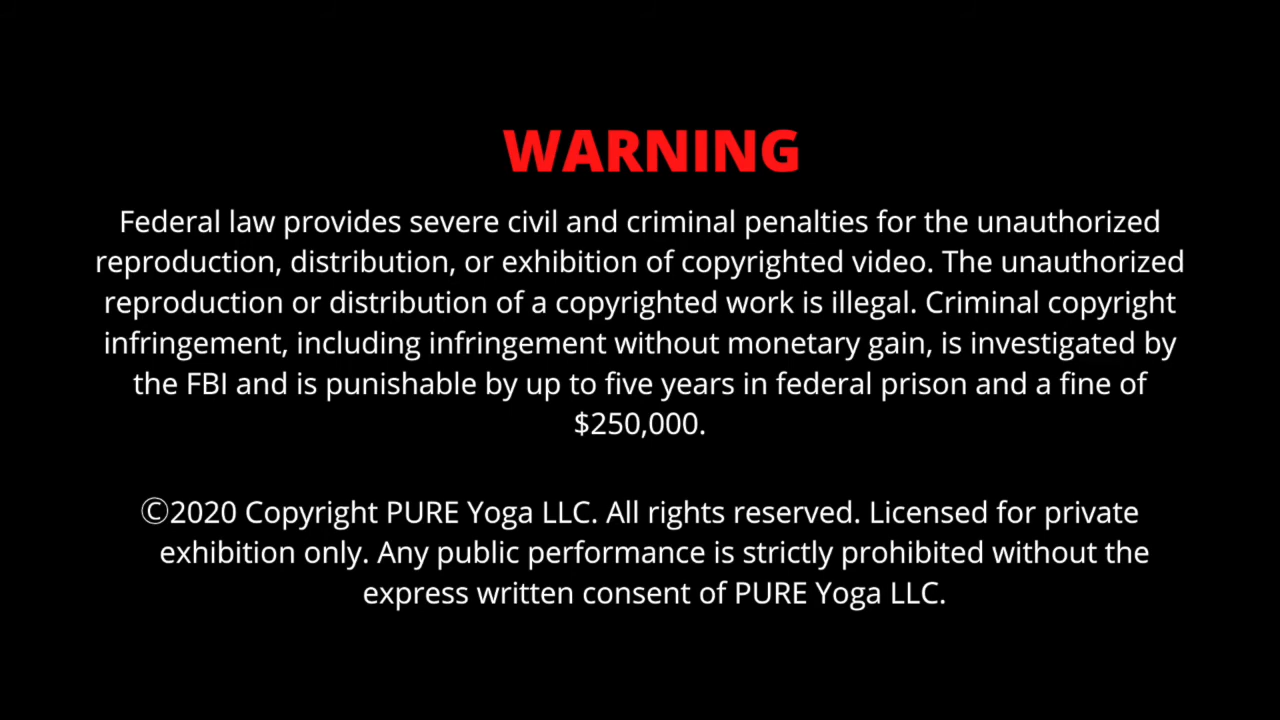 WARNING
Federal law provides severe civil and criminal penalties for the unauthorized
reproduction, distribution, or exhibition of copyrighted video. The unauthorized
reproduction or distribution of a copyrighted work is illegal. Criminal copyright
infringement, including infringement without monetary gain, is investigated by
the FBI and is punishable by up to five years in federal prison and a fine of
$250,000.
©2020 Copyright PURE Yoga LLC. All rights reserved. Licensed for private
exhibition only. Any public performance is strictly prohibited without the
express written consent of PURE Yoga LLC.